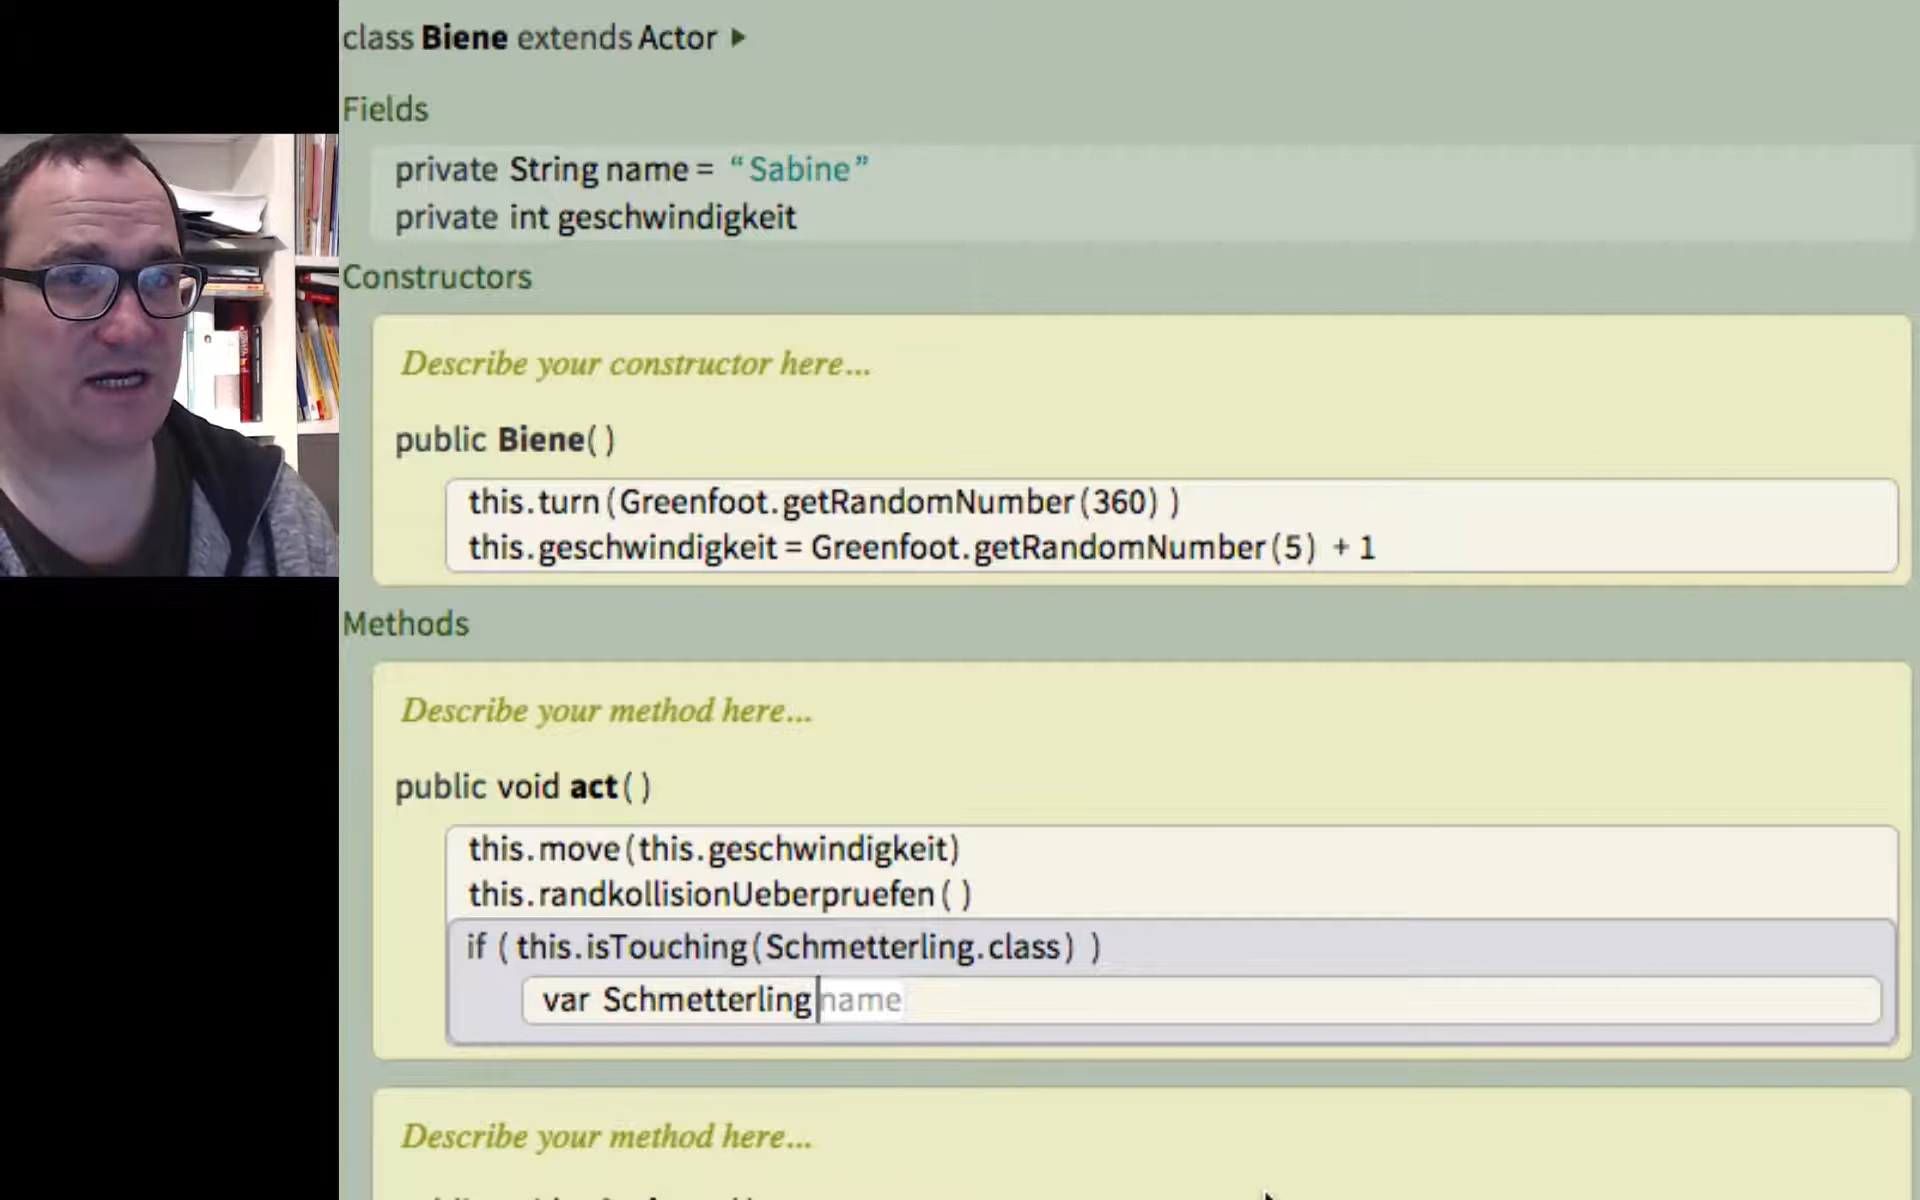 class Biene extends Actor
Fields
private String name = “Sabine”
private int geschwindigkeit
Constructors
Describe your constructor here...
public Biene()
this.turn(Greenfoot.getRandomNumber(360) )
this.geschwindigkeit = Greenfoot.getRandomNumber(5) + 1
Methods
Describe your method here...
public void act()
this.move(this.geschwindigkeit)
this.randkollisionUeberpruefen()
if ( this.isTouching(Schmetterling.class) )
var Schmetterling name
Describe your method here...